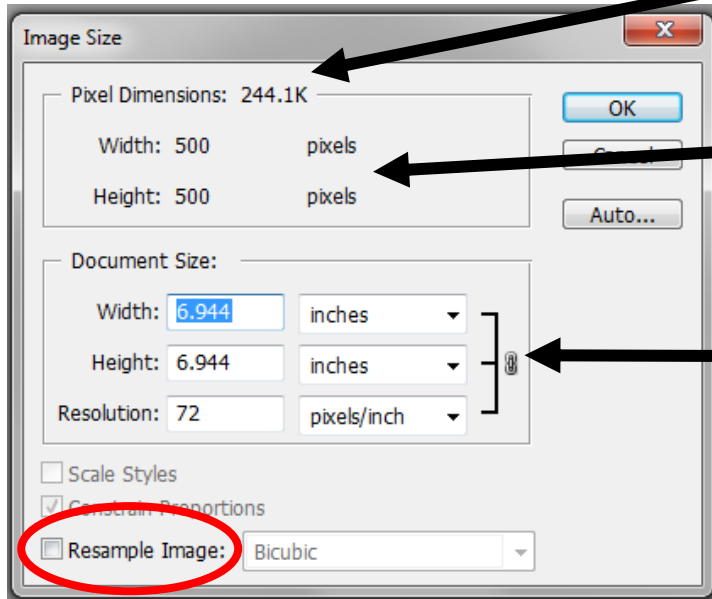 Image Size
x
Pixel Dimensions: 244.1K
OK
Width: 500 pixels
Cancel
Height: 500 pixels
Auto...
Document Size:
Width: 6.944 inches
Height: 6.944 inches
Resolution: 72 pixels/inch
Scale Styles
Constrain Proportions
Resample Image: Bicubic